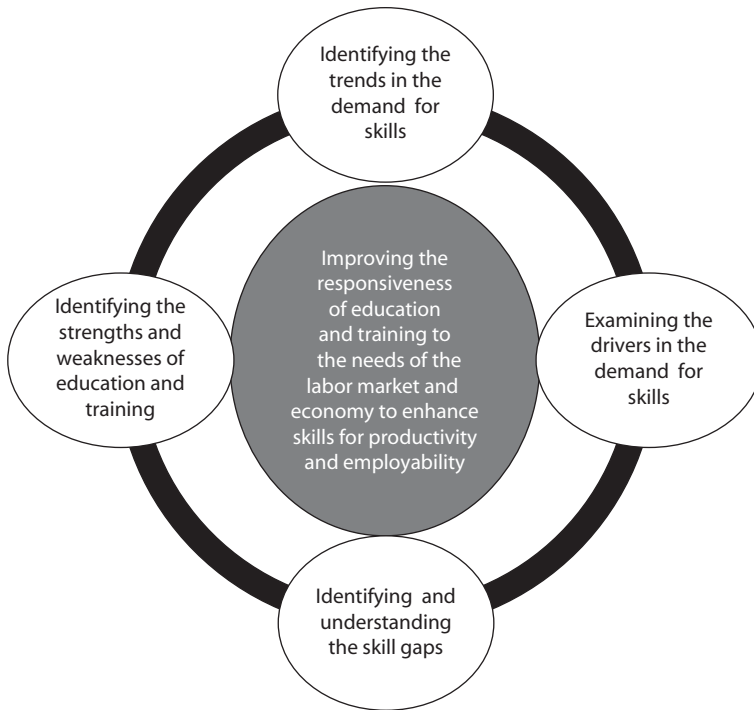 Identifying the
trends in the
demand for
skills
Improving the
responsiveness
of education
and training to
the needs of the
labor market and
economy to enhance
skills for productivity
and employability
Identifying the
strengths and
weaknesses of
education and
training
Examining the
drivers in the
demand for
skills
Identifying and
understanding
the skill gaps